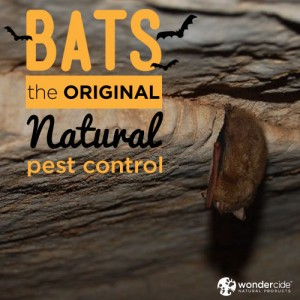 BATS
the ORIGINAL
Natural
pest control
wondercide®
NATURAL PRODUCTS